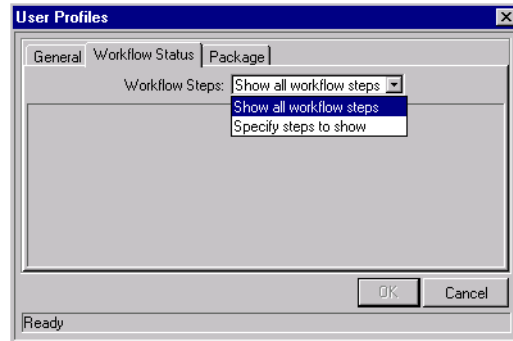 User Profiles
General Workflow Status Package
Workflow Steps: Show all workflow steps
Show all workflow steps
Specify steps to show
OK Cancel
Ready